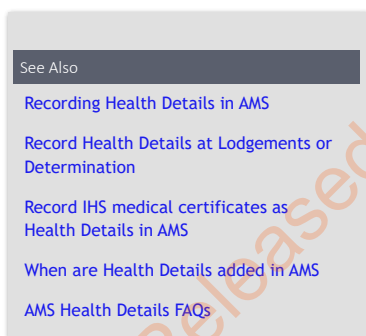 See Also
Recording Health Details in AMS
Record Health Details at Lodgements or
Determination
Record IHS medical certificates as
Health Details in AMS
When are Health Details added in AMS
AMS Health Details FAQs
Released